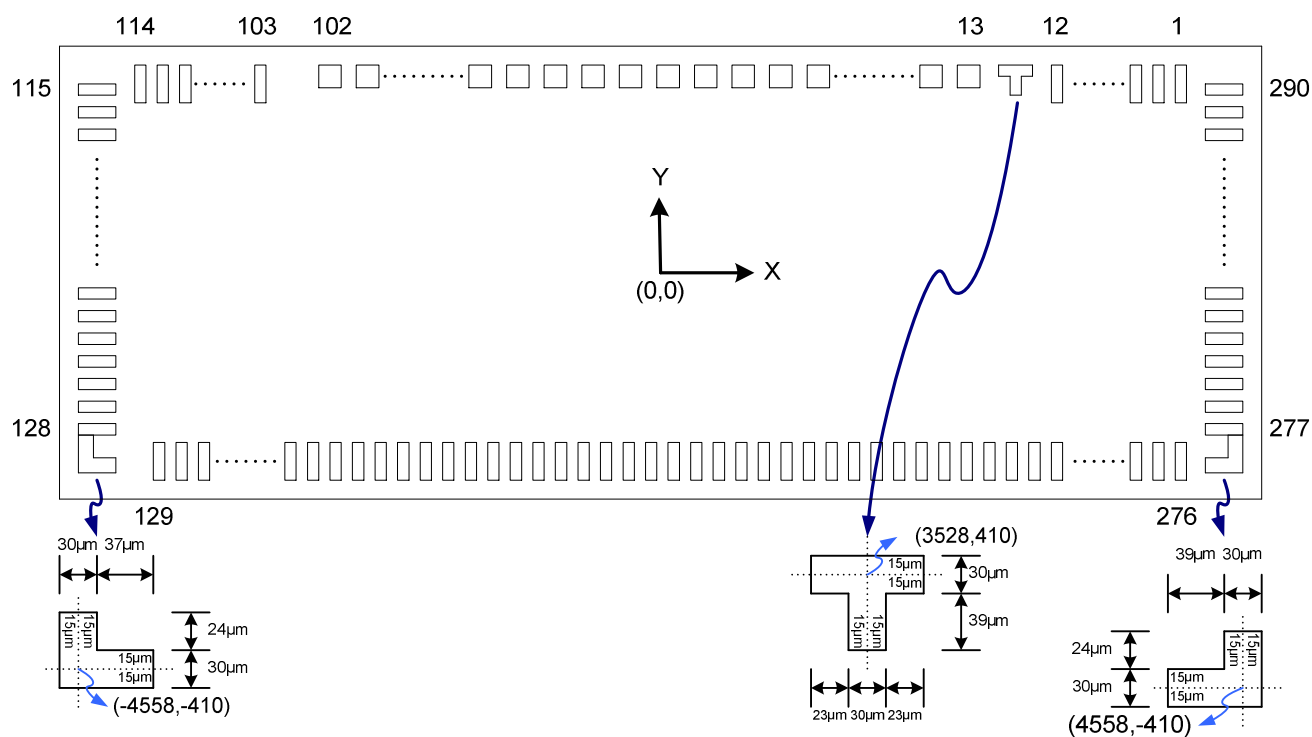 114 103 102 13 12 1
115 290
Y
X
(0,0)
128 277
129 276
30µm 37µm
15µm 15µm
24µm
15µm
15µm
30µm
(-4558,-410)
(3528,410)
15µm
15µm
30µm
15µm 15µm
39µm
23µm 30µm 23µm
39µm 30µm
15µm 15µm
24µm
15µm
15µm
30µm
(4558,-410)